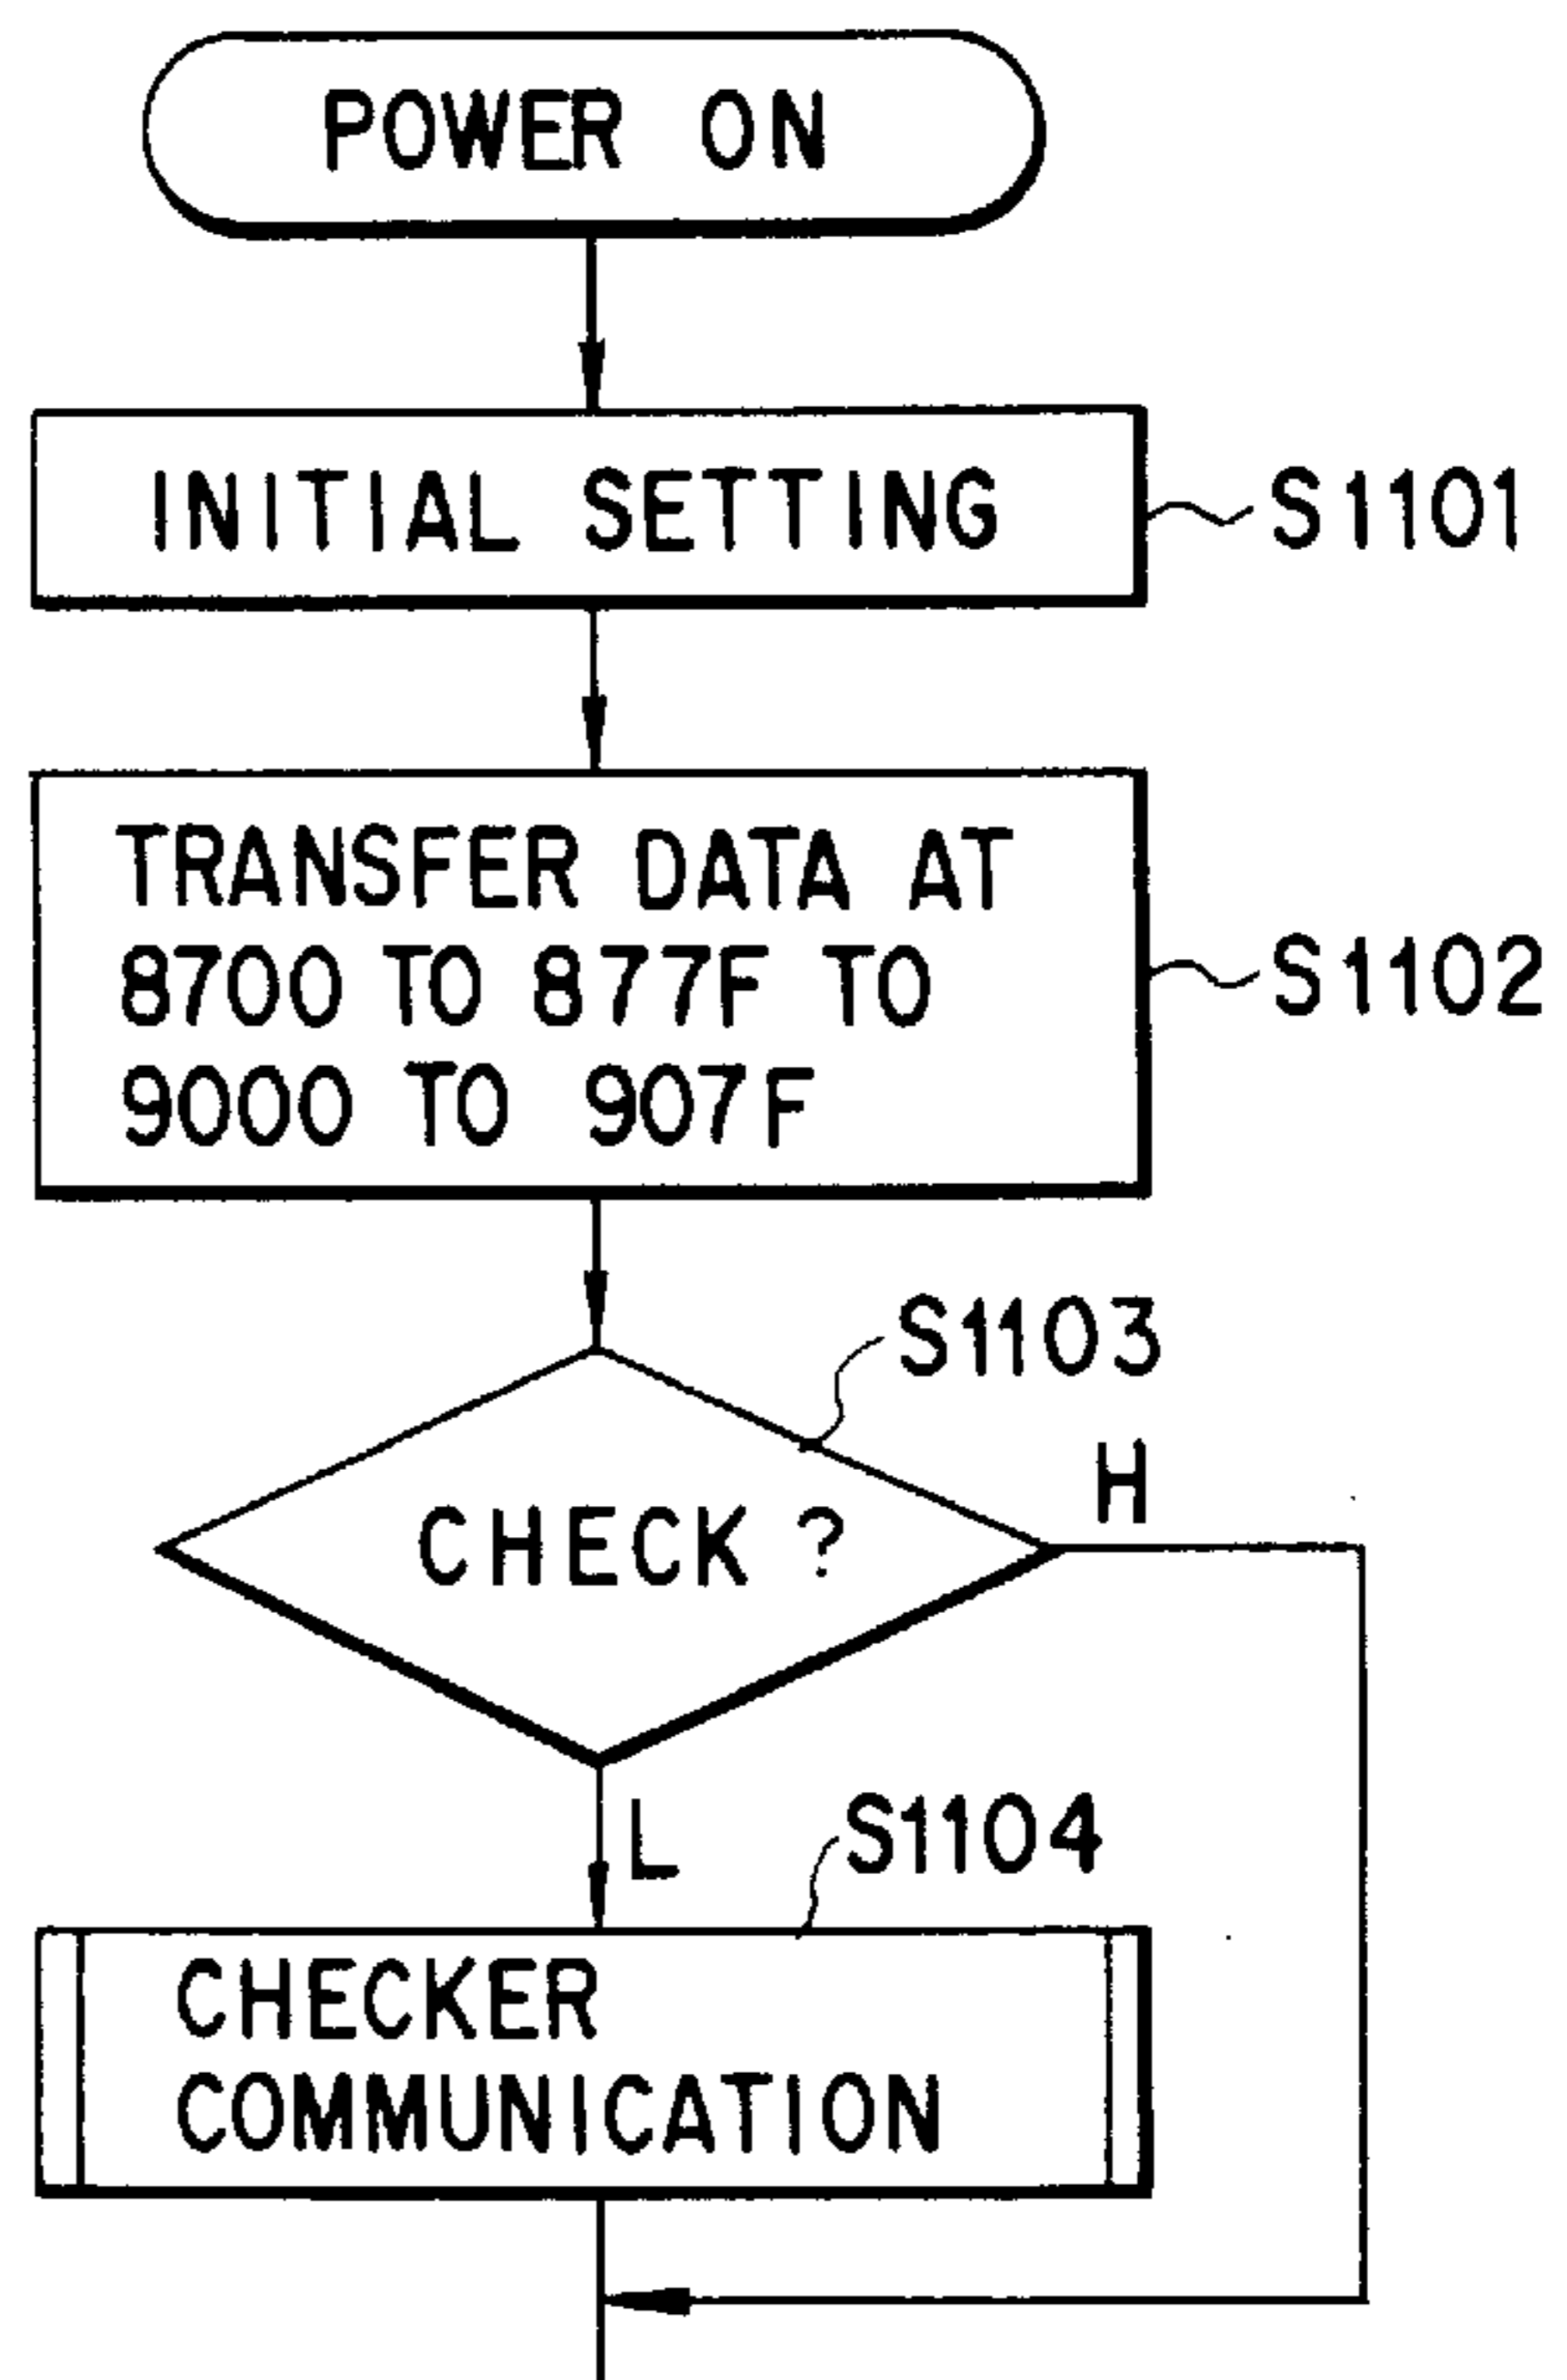 POWER ON
INITIAL SETTING
S1101
TRANSFER DATA AT
8700 TO 877F TO
9000 TO 907F
S1102
S1103
CHECK ?
H
L
S1104
CHECKER
COMMUNICATION